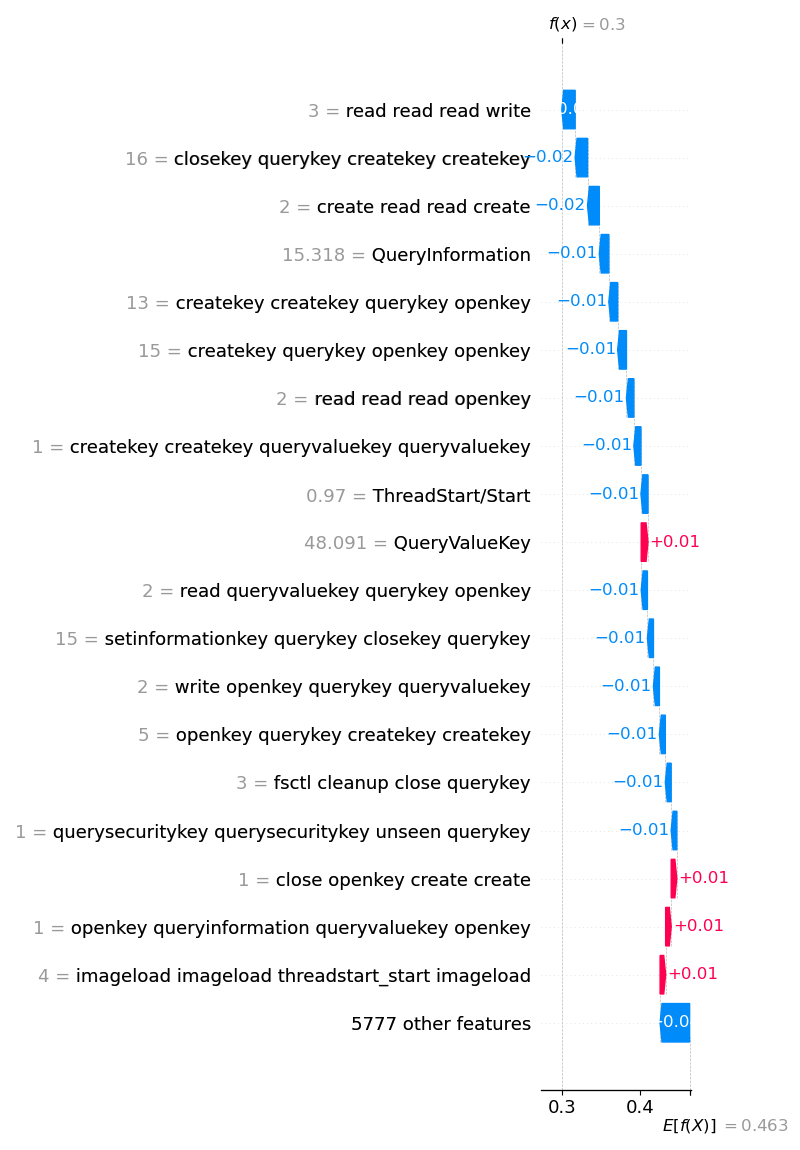 f(x) = 0.3
3 = read read read write
16 = closekey querykey createkey createkey −0.02
2 = create read read create −0.02
15.318 = QueryInformation −0.01
13 = createkey createkey querykey openkey −0.01
15 = createkey querykey openkey openkey −0.01
2 = read read read openkey −0.01
1 = createkey createkey queryvaluekey queryvaluekey −0.01
0.97 = ThreadStart/Start −0.01
48.091 = QueryValueKey +0.01
2 = read queryvaluekey querykey openkey −0.01
15 = setinformationkey querykey closekey querykey −0.01
2 = write openkey querykey queryvaluekey −0.01
5 = openkey querykey createkey createkey −0.01
3 = fsctl cleanup close querykey −0.01
1 = querysecuritykey querysecuritykey unseen querykey −0.01
1 = close openkey create create +0.01
1 = openkey queryinformation queryvaluekey openkey +0.01
4 = imageload imageload threadstart_start imageload +0.01
5777 other features
0.3 0.4
E[f(X)] = 0.463